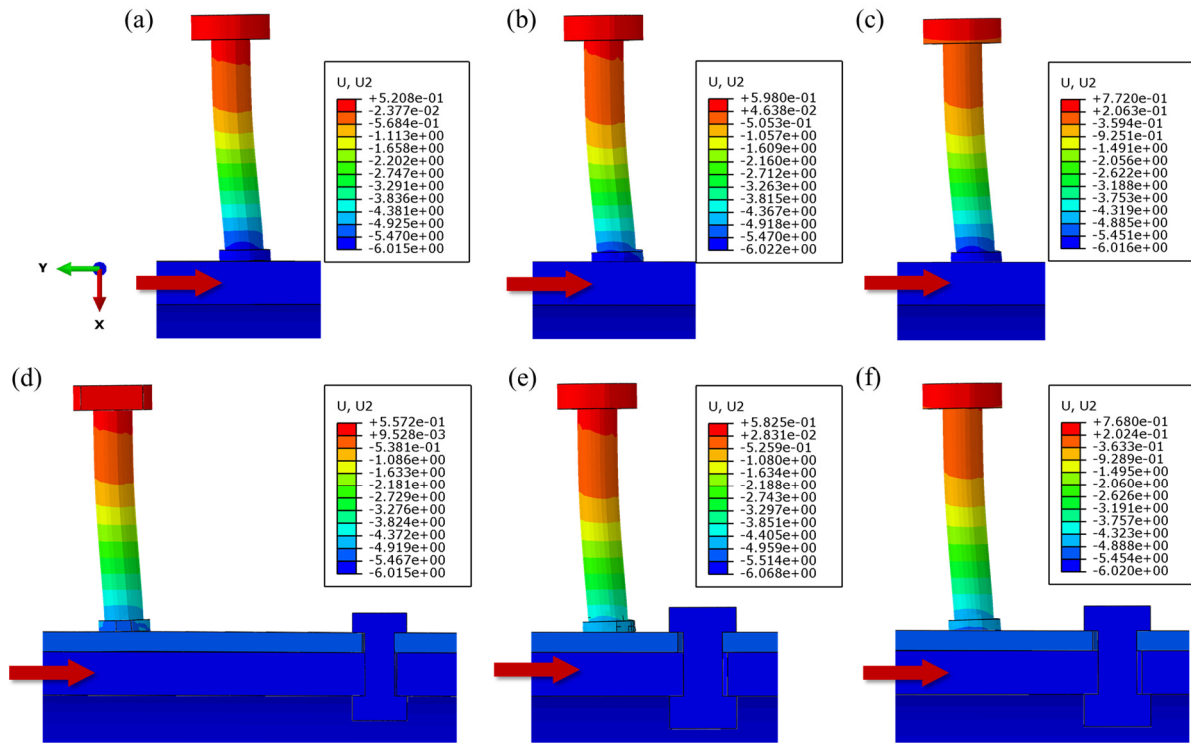 (a)
U, U2
+5.208e-01
-2.377e-02
-5.684e-01
-1.113e+00
-1.658e+00
-2.202e+00
-2.747e+00
-3.291e+00
-3.836e+00
-4.381e+00
-4.925e+00
-5.470e+00
-6.015e+00
Y
X
(b)
U, U2
+5.980e-01
+4.638e-02
-5.053e-01
-1.057e+00
-1.609e+00
-2.160e+00
-2.712e+00
-3.263e+00
-3.815e+00
-4.367e+00
-4.918e+00
-5.470e+00
-6.022e+00
(c)
U, U2
+7.720e-01
+2.063e-01
-3.594e-01
-9.251e-01
-1.491e+00
-2.056e+00
-2.622e+00
-3.188e+00
-3.753e+00
-4.319e+00
-4.885e+00
-5.451e+00
-6.016e+00
(d)
U, U2
+5.572e-01
+9.528e-03
-5.381e-01
-1.086e+00
-1.633e+00
-2.181e+00
-2.729e+00
-3.276e+00
-3.824e+00
-4.372e+00
-4.919e+00
-5.467e+00
-6.015e+00
(e)
U, U2
+5.825e-01
+2.831e-02
-5.259e-01
-1.080e+00
-1.634e+00
-2.188e+00
-2.743e+00
-3.297e+00
-3.851e+00
-4.405e+00
-4.959e+00
-5.514e+00
-6.068e+00
(f)
U, U2
+7.680e-01
+2.024e-01
-3.633e-01
-9.289e-01
-1.495e+00
-2.060e+00
-2.626e+00
-3.191e+00
-3.757e+00
-4.323e+00
-4.888e+00
-5.454e+00
-6.020e+00